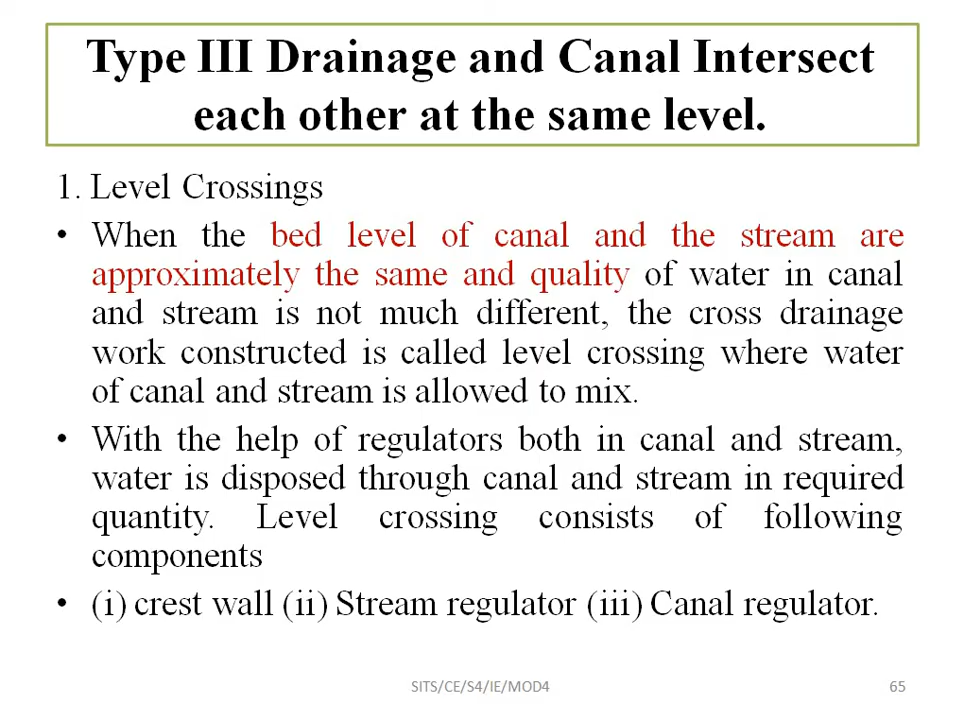 Type III Drainage and Canal Intersect
each other at the same level.
1. Level Crossings
• When the bed level of canal and the stream are
approximately the same and quality of water in canal
and stream is not much different, the cross drainage
work constructed is called level crossing where water
of canal and stream is allowed to mix.
• With the help of regulators both in canal and stream,
water is disposed through canal and stream in required
quantity. Level crossing consists of following
components
• (i) crest wall (ii) Stream regulator (iii) Canal regulator.
SITS/CE/S4/IE/MOD4 65